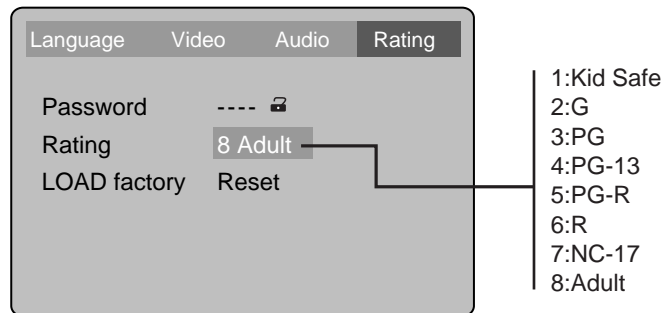 Language Video Audio Rating
Password ----
Rating 8 Adult
LOAD factory Reset
1:Kid Safe
2:G
3:PG
4:PG-13
5:PG-R
6:R
7:NC-17
8:Adult